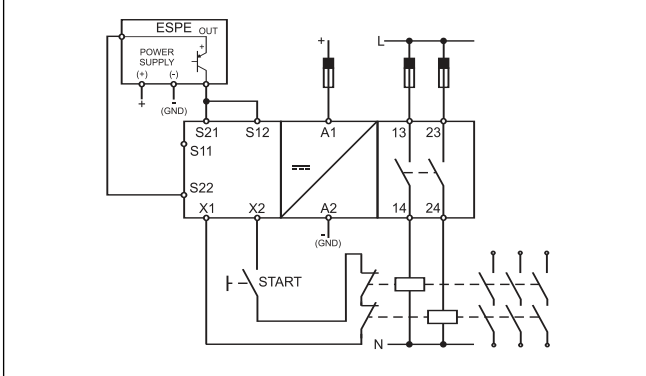 ESPE OUT
POWER
SUPPLY
+
(+) (-)
+ -
(GND)
+
L
S21 S12 A1 13 23
S11
S22
X1 X2 A2 14 24
-
(GND)
START
N